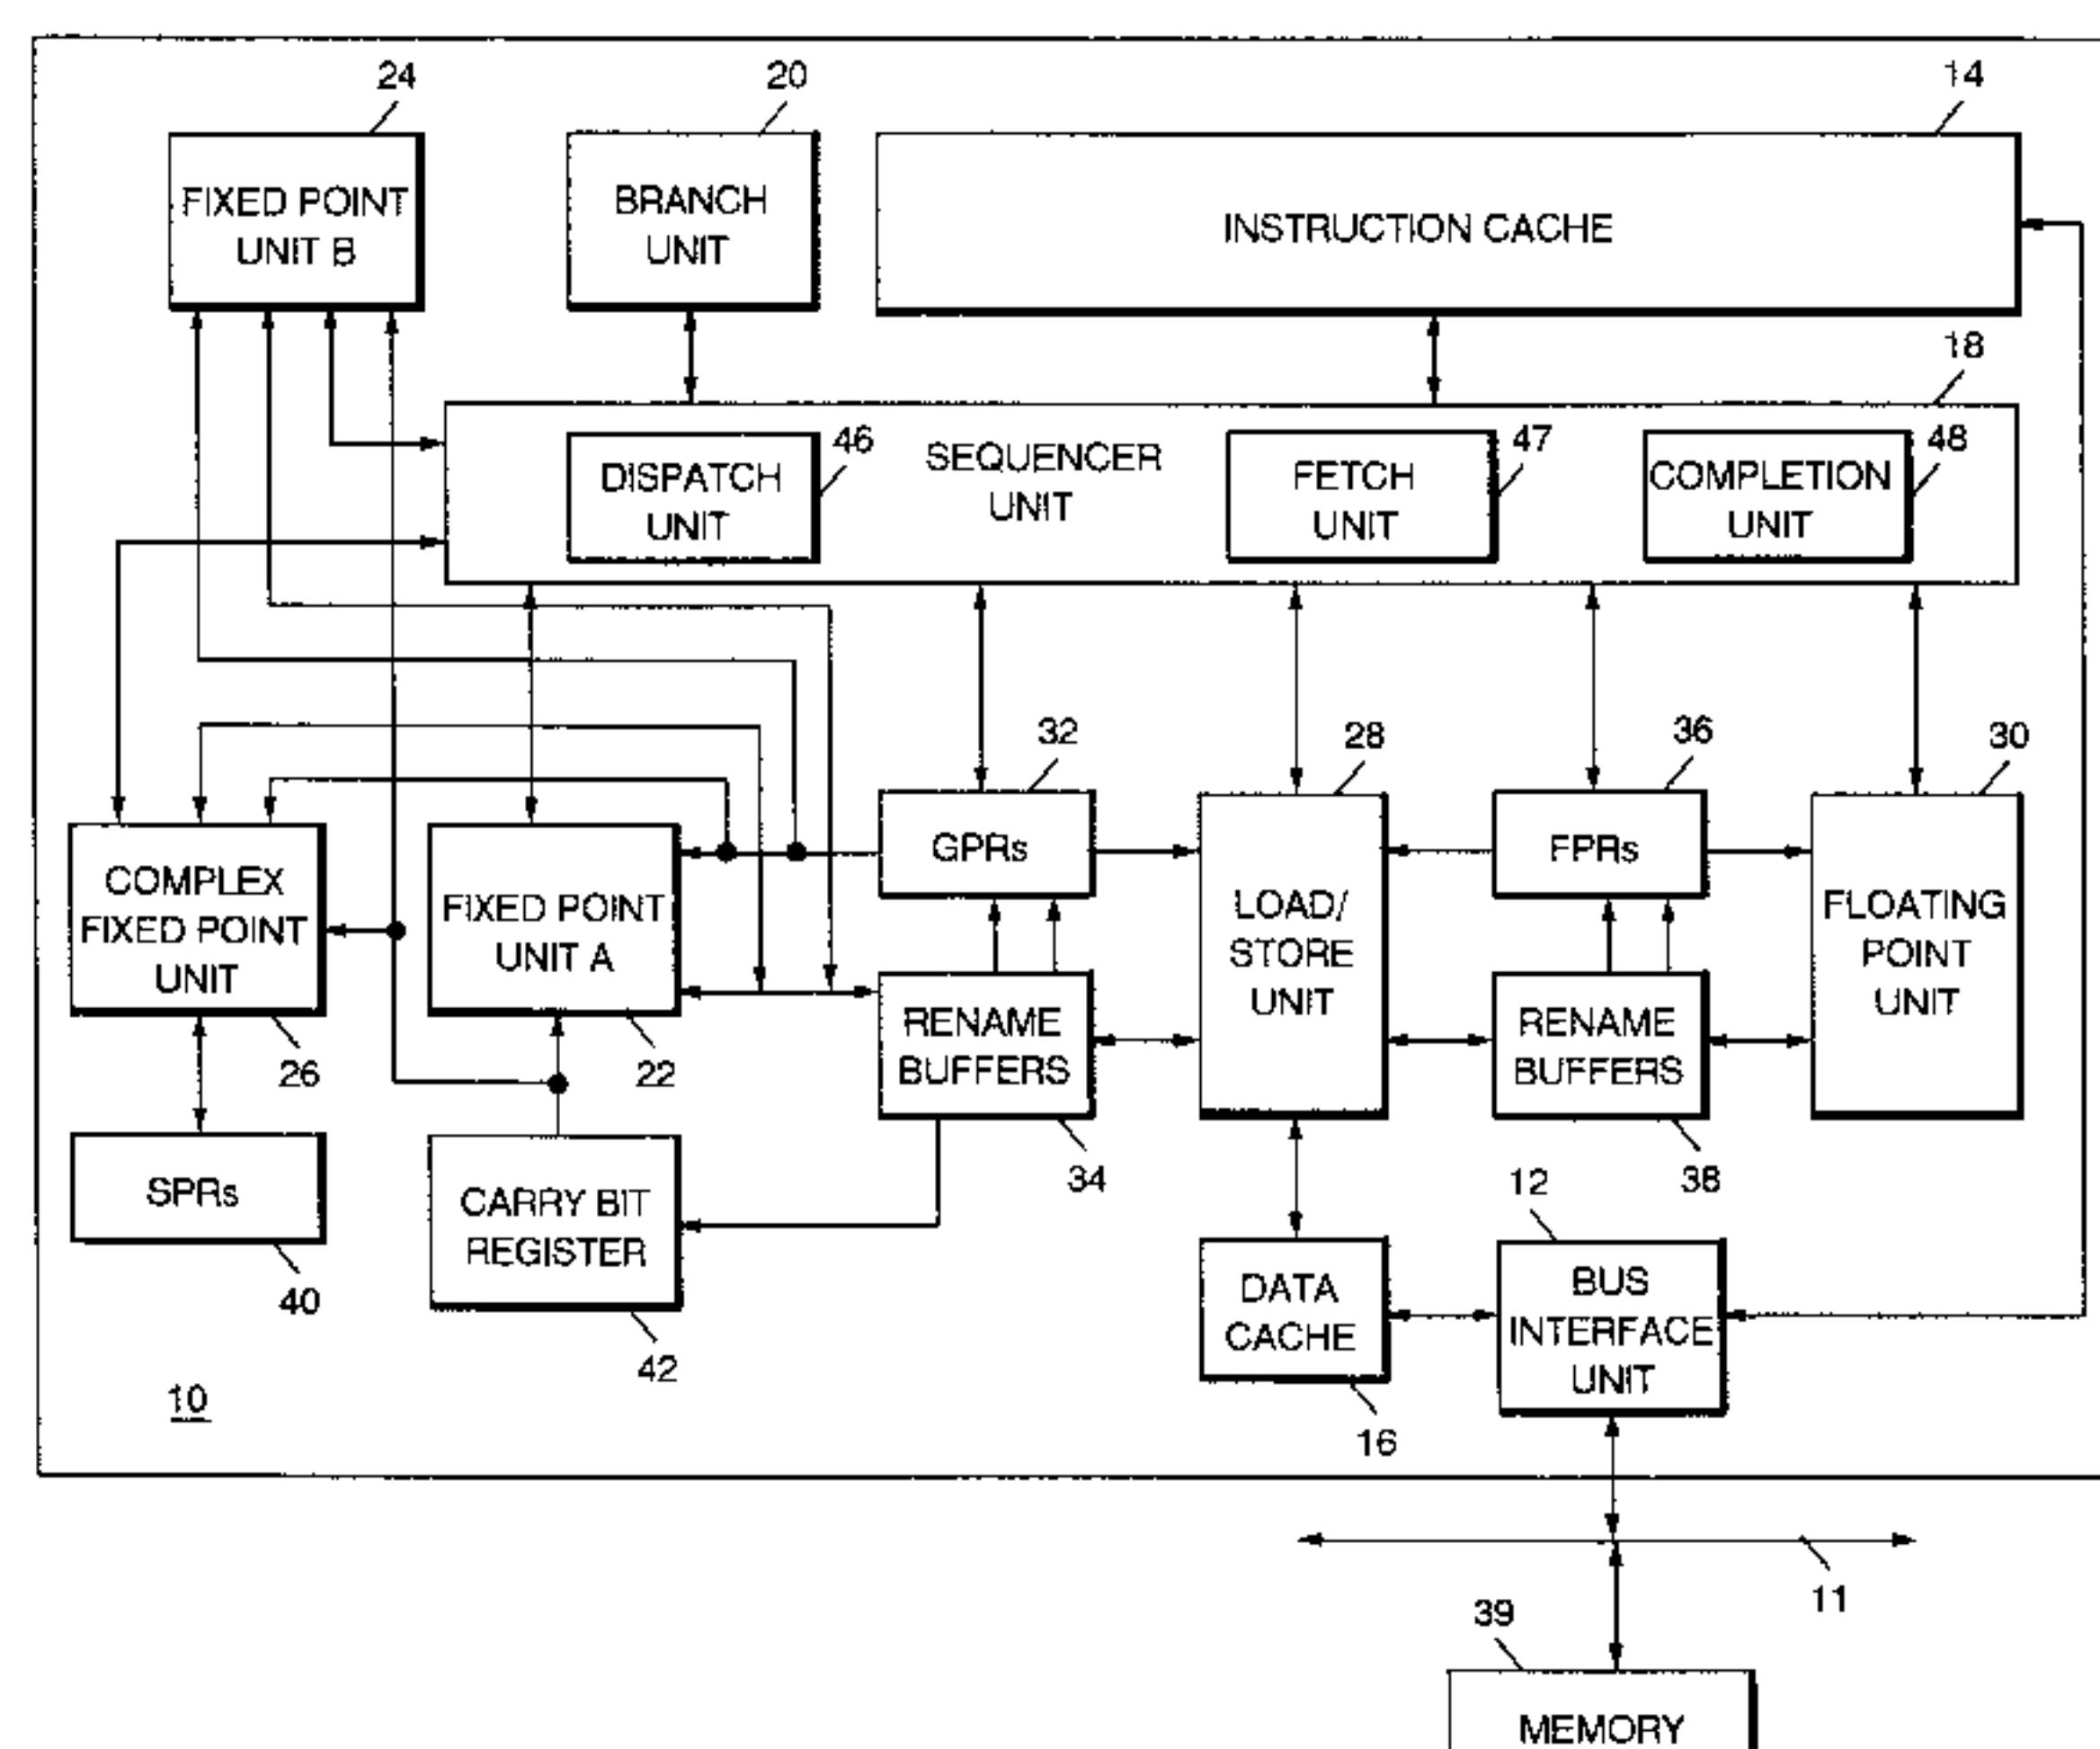 24
20
14
FIXED POINT
UNIT B
BRANCH
UNIT
INSTRUCTION CACHE
18
46
47
48
DISPATCH
UNIT
SEQUENCER
UNIT
FETCH
UNIT
COMPLETION
UNIT
32
28
36
30
COMPLEX
FIXED POINT
UNIT
FIXED POINT
UNIT A
GPRs
LOAD/
STORE
UNIT
FPRs
FLOATING
POINT
UNIT
RENAME
BUFFERS
RENAME
BUFFERS
26
22
34
38
SPRs
CARRY BIT
REGISTER
12
40
42
DATA
CACHE
BUS
INTERFACE
UNIT
10
16
11
39
MEMORY